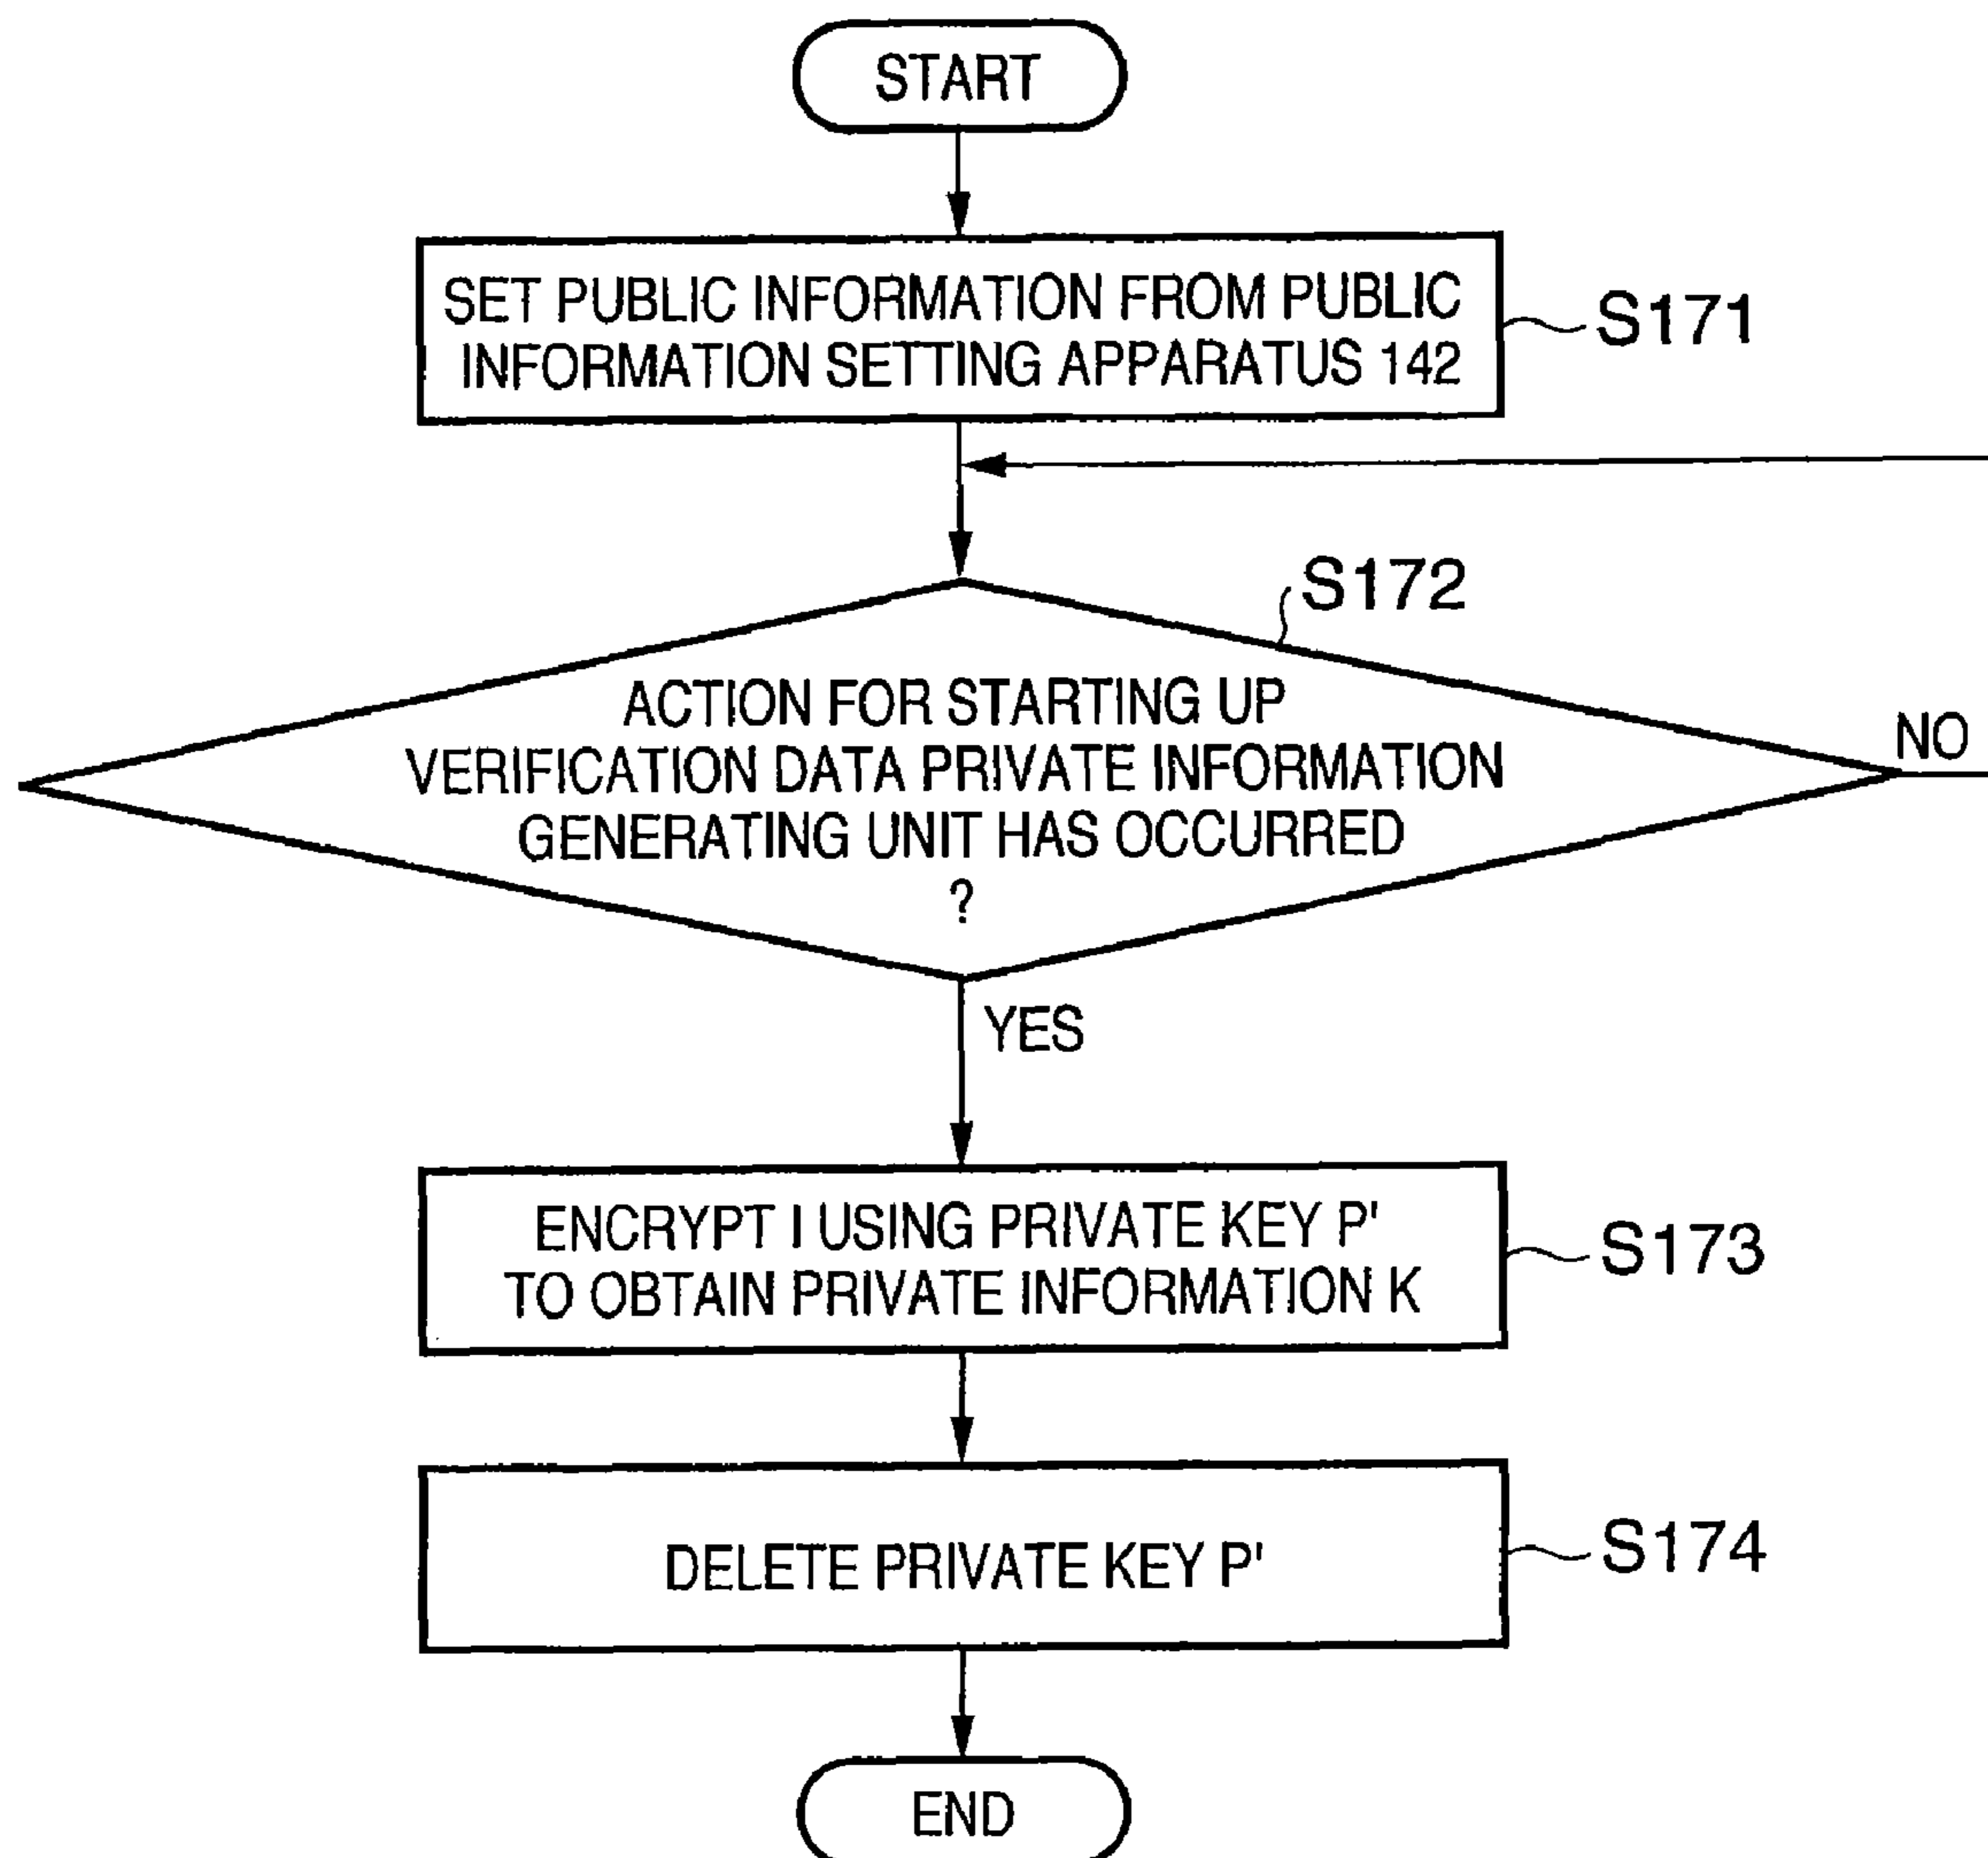 START
SET PUBLIC INFORMATION FROM PUBLIC
INFORMATION SETTING APPARATUS 142
S171
S172
ACTION FOR STARTING UP
VERIFICATION DATA PRIVATE INFORMATION
GENERATING UNIT HAS OCCURRED
?
NO
YES
ENCRYPT I USING PRIVATE KEY P'
TO OBTAIN PRIVATE INFORMATION K
S173
DELETE PRIVATE KEY P'
S174
END